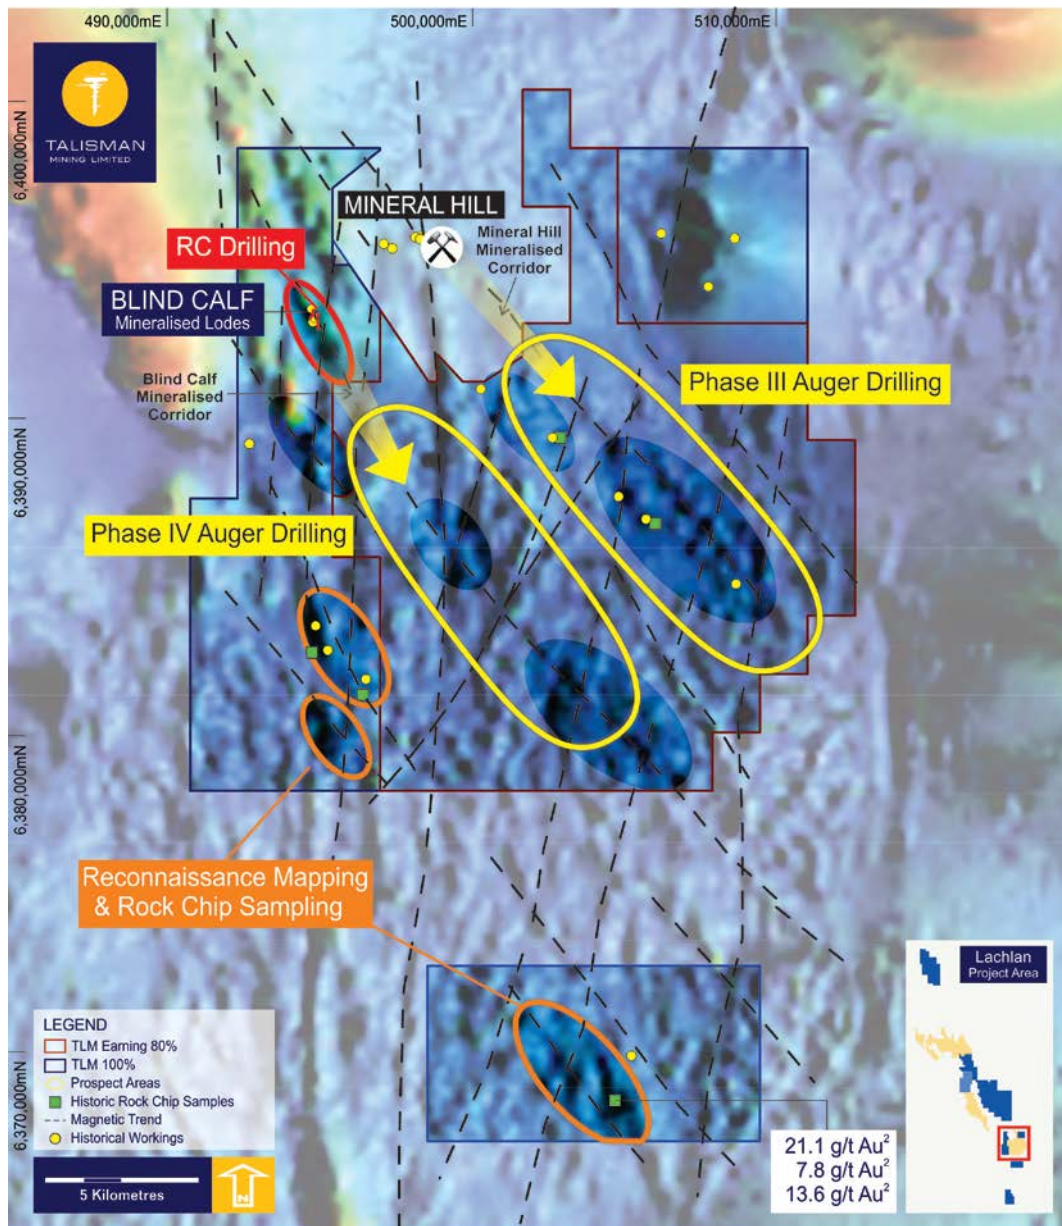 490,000mE
500,000mE
510,000mE
6,400,000mN
TALISMAN
MINING LIMITED
MINERAL HILL
Mineral Hill
Mineralised
Corridor
RC Drilling
BLIND CALF
Mineralised Lodes
Blind Calf
Mineralised
Corridor
Phase III Auger Drilling
6,390,000mN
Phase IV Auger Drilling
6,380,000mN
Reconnaissance Mapping
& Rock Chip Sampling
Lachlan
Project Area
6,370,000mN
LEGEND
TLM Earning 80%
TLM 100%
Prospect Areas
Historic Rock Chip Samples
Magnetic Trend
Historical Workings
5 Kilometres
N
21.1 g/t Au²
7.8 g/t Au²
13.6 g/t Au²